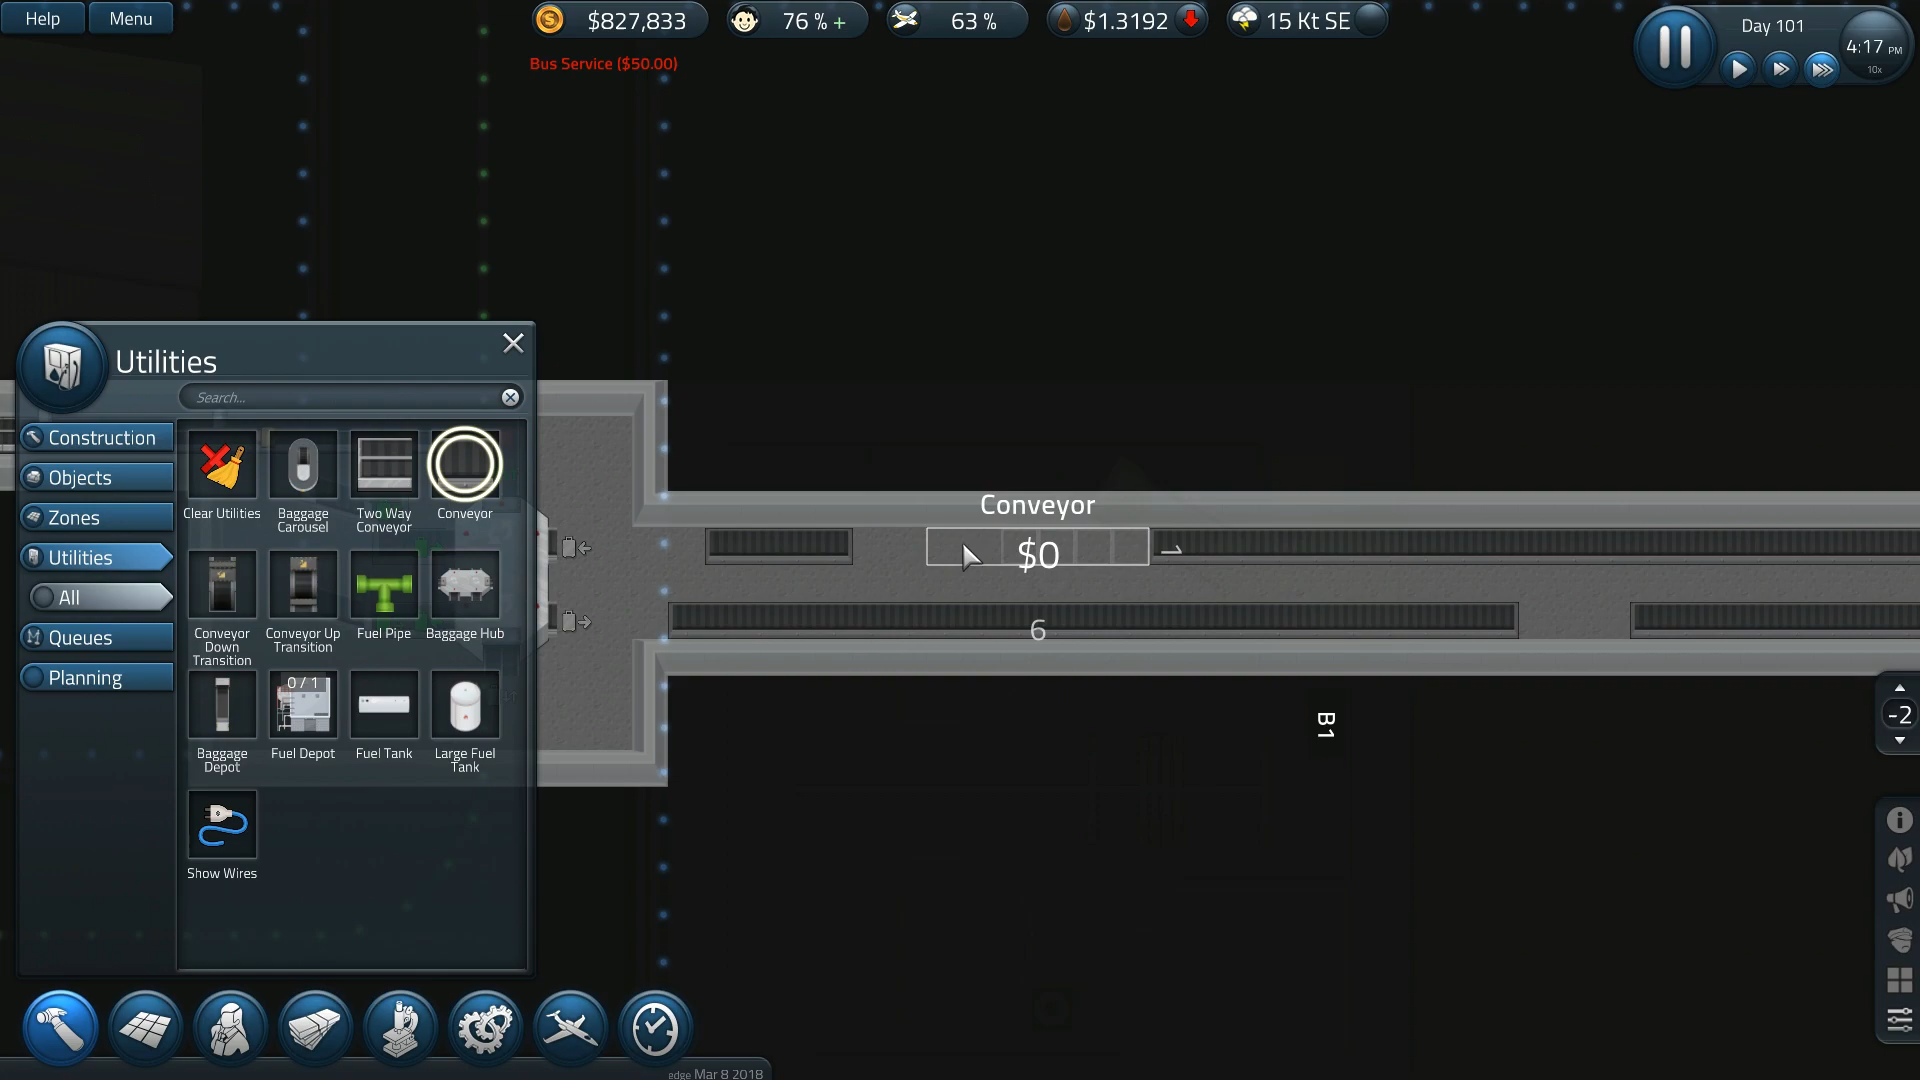 Help
Menu
$827,833
76 % +
63 %
$1.3192
15 Kt SE
Day 101
4:17 PM
10x
Bus Service ($50.00)
Utilities
Search...
Construction
Objects
Zones
Utilities
All
Queues
Planning
Clear Utilities
Baggage Carousel
Two Way Conveyor
Conveyor
Conveyor Down Transition
Conveyor Up Transition
Fuel Pipe
Baggage Hub
Baggage Depot
0 / 1
Fuel Depot
Fuel Tank
Large Fuel Tank
Show Wires
Conveyor
$0
1
6
B1
-2
edge Mar 8 2018